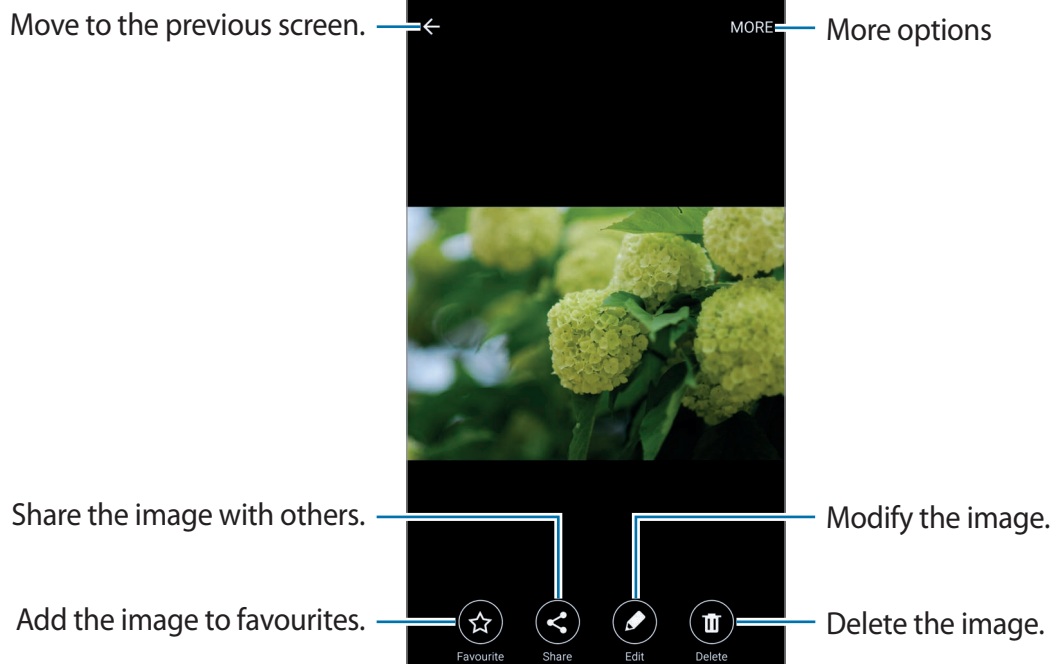 Move to the previous screen.
MORE
More options
Share the image with others.
Modify the image.
Add the image to favourites.
Delete the image.
Favourite
Share
Edit
Delete